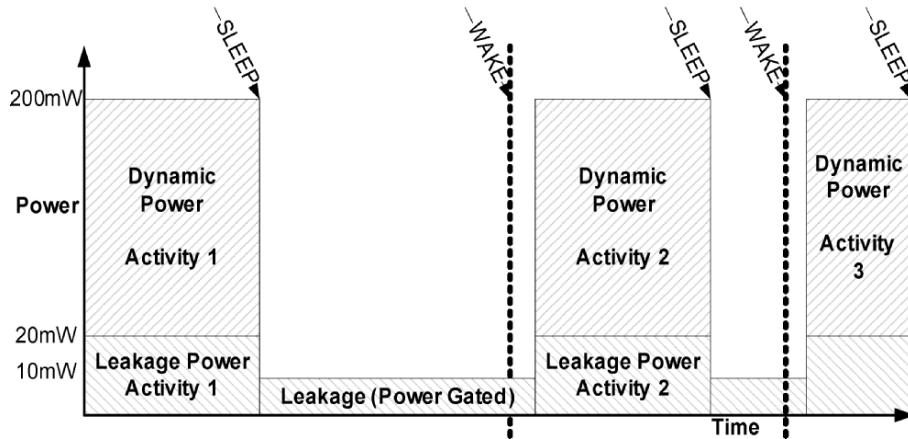 SLEEP
WAKE
SLEEP
WAKE
SLEEP
200mW
Dynamic
Power
Activity 1
Dynamic
Power
Activity 2
Dynamic
Power
Activity
3
Power
20mW
10mW
Leakage Power
Activity 1
Leakage (Power Gated)
Leakage Power
Activity 2
Time